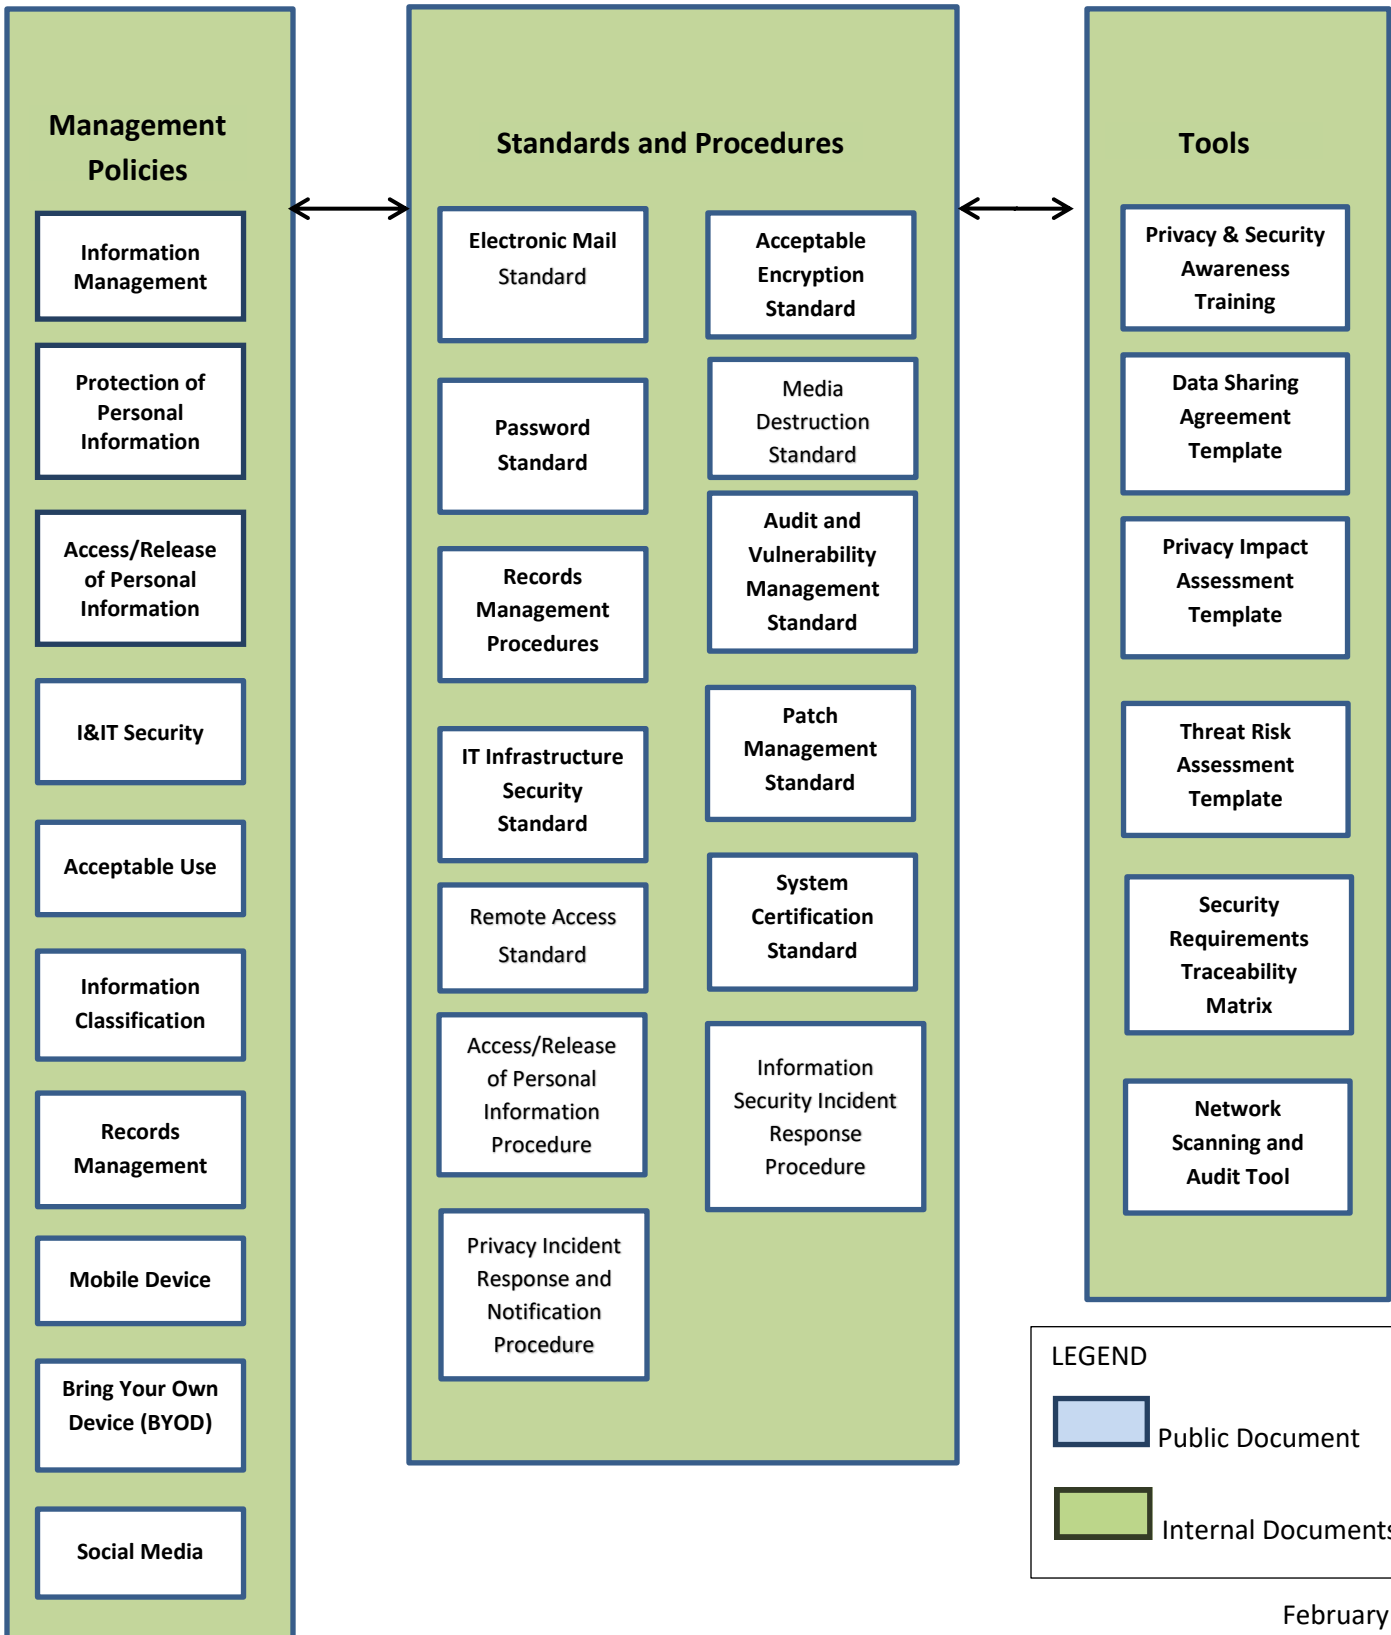 Management
Policies
Information
Management
Protection of
Personal
Information
Access/Release
of Personal
Information
I&IT Security
Acceptable Use
Information
Classification
Records
Management
Mobile Device
Bring Your Own
Device (BYOD)
Social Media
Standards and Procedures
Electronic Mail
Standard
Password
Standard
Records
Management
Procedures
IT Infrastructure
Security
Standard
Remote Access
Standard
Access/Release
of Personal
Information
Procedure
Privacy Incident
Response and
Notification
Procedure
Acceptable
Encryption
Standard
Media
Destruction
Standard
Audit and
Vulnerability
Management
Standard
Patch
Management
Standard
System
Certification
Standard
Information
Security Incident
Response
Procedure
Tools
Privacy & Security
Awareness
Training
Data Sharing
Agreement
Template
Privacy Impact
Assessment
Template
Threat Risk
Assessment
Template
Security
Requirements
Traceability
Matrix
Network
Scanning and
Audit Tool
LEGEND
Public Document
Internal Documents
February